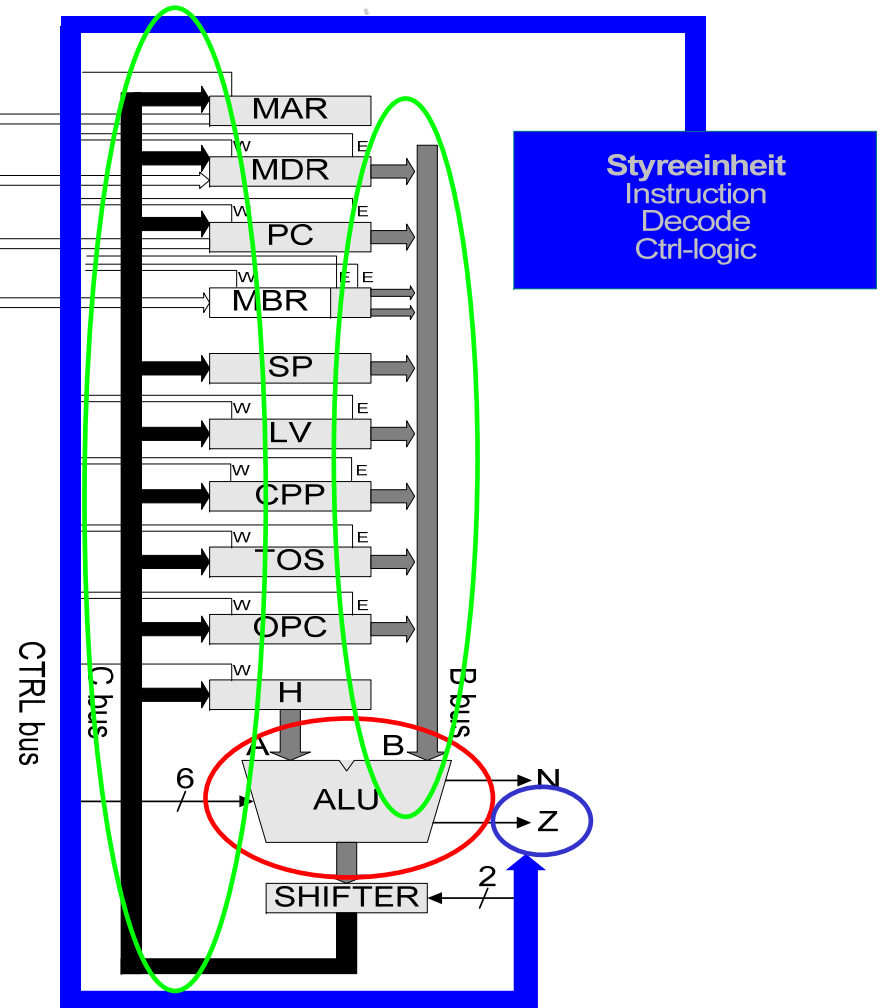 MAR
W E
MDR
Styreeinheit
Instruction
Decode
Ctrl-logic
W E
PC
W E E
MBR
SP
W E
LV
W E
CPP
W E
TOS
W E
OPC
W
H
CTRL bus
C bus
B bus
A B
6
ALU
N
Z
2
SHIFTER